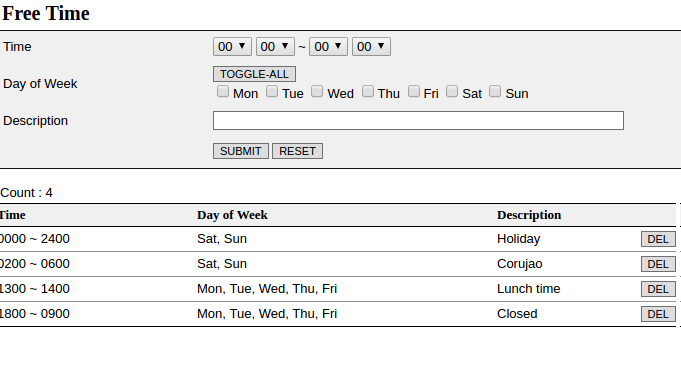 Free Time
Time 00 00 ~ 00 00
TOGGLE-ALL
Day of Week
Mon Tue Wed Thu Fri Sat Sun
Description
SUBMIT RESET
Count : 4
Time Day of Week Description
0000 ~ 2400 Sat, Sun Holiday DEL
0200 ~ 0600 Sat, Sun Corujao DEL
1300 ~ 1400 Mon, Tue, Wed, Thu, Fri Lunch time DEL
1800 ~ 0900 Mon, Tue, Wed, Thu, Fri Closed DEL